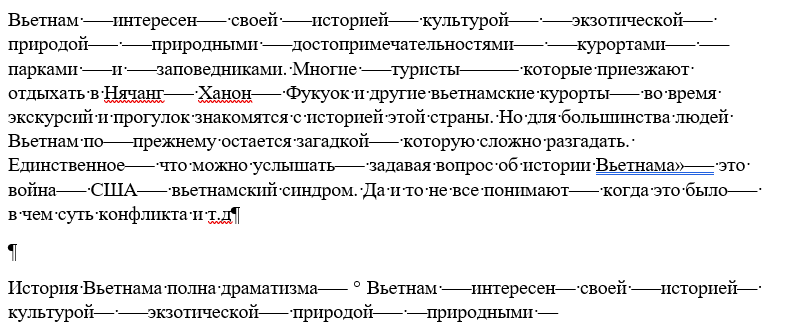 Вьетнам·——интересен——·своей·——историей——·культурой——·——экзотической——·
природой——·——природными·——достопримечательностями——·——курортами——·——
парками·——и·——заповедниками.·Многие·——туристы————·которые·приезжают·
отдыхать·в·Нячанг——·Ханон——·Фукуок·и·другие·вьетнамские·курорты——·во·время·
экскурсий·и·прогулок·знакомятся·с·историей·этой·страны.·Но·для·большинства·людей·
Вьетнам·по——прежнему·остается·загадкой——·которую·сложно·разгадать.·
Единственное——·что·можно·услышать——·задавая·вопрос·об·истории·Вьетнама»——·это·
война——·США——·вьетнамский·синдром.·Да·и·то·не·все·понимают——·когда·это·было——·
в·чем·суть·конфликта·и·т.д¶
¶
История·Вьетнама·полна·драматизма——·°Вьетнам·——интересен—·своей·——историей—·
культурой—·——экзотической——·природой——·—природными·—